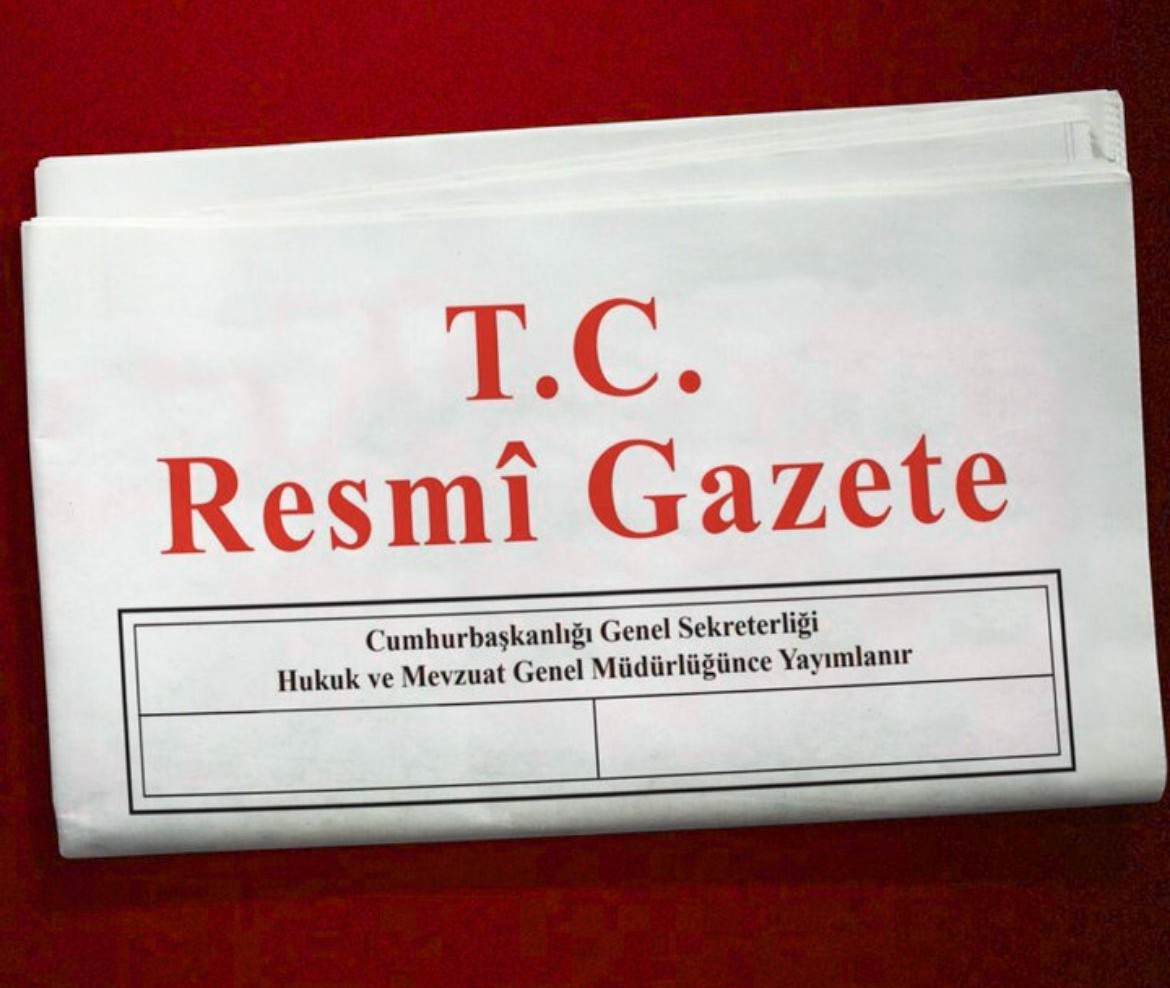 T.C.
Resmî Gazete
Cumhurbaşkanlığı Genel Sekreterliği
Hukuk ve Mevzuat Genel Müdürlüğünce Yayımlanır